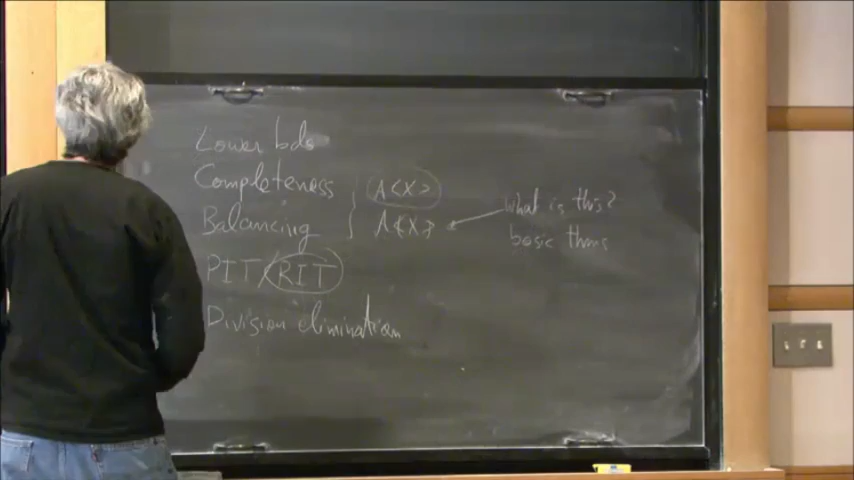 Lower bds
Completeness A<X>
Balancing A≮X≯ what is this?
basic thms
PIT/RIT
Division elimination